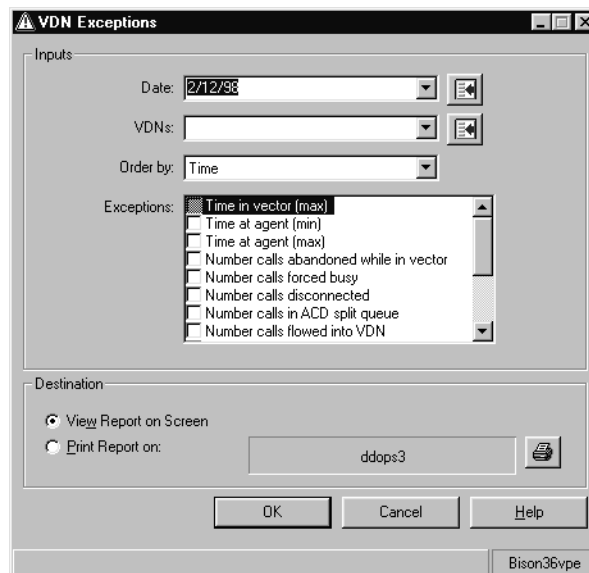 VDN Exceptions
Inputs
Date: 2/12/98
VDNs:
Order by: Time
Exceptions: Time in vector (max)
Time at agent (min)
Time at agent (max)
Number calls abandoned while in vector
Number calls forced busy
Number calls disconnected
Number calls in ACD split queue
Number calls flowed into VDN
Destination
View Report on Screen
Print Report on: ddops3
OK Cancel Help
Bison36vpe